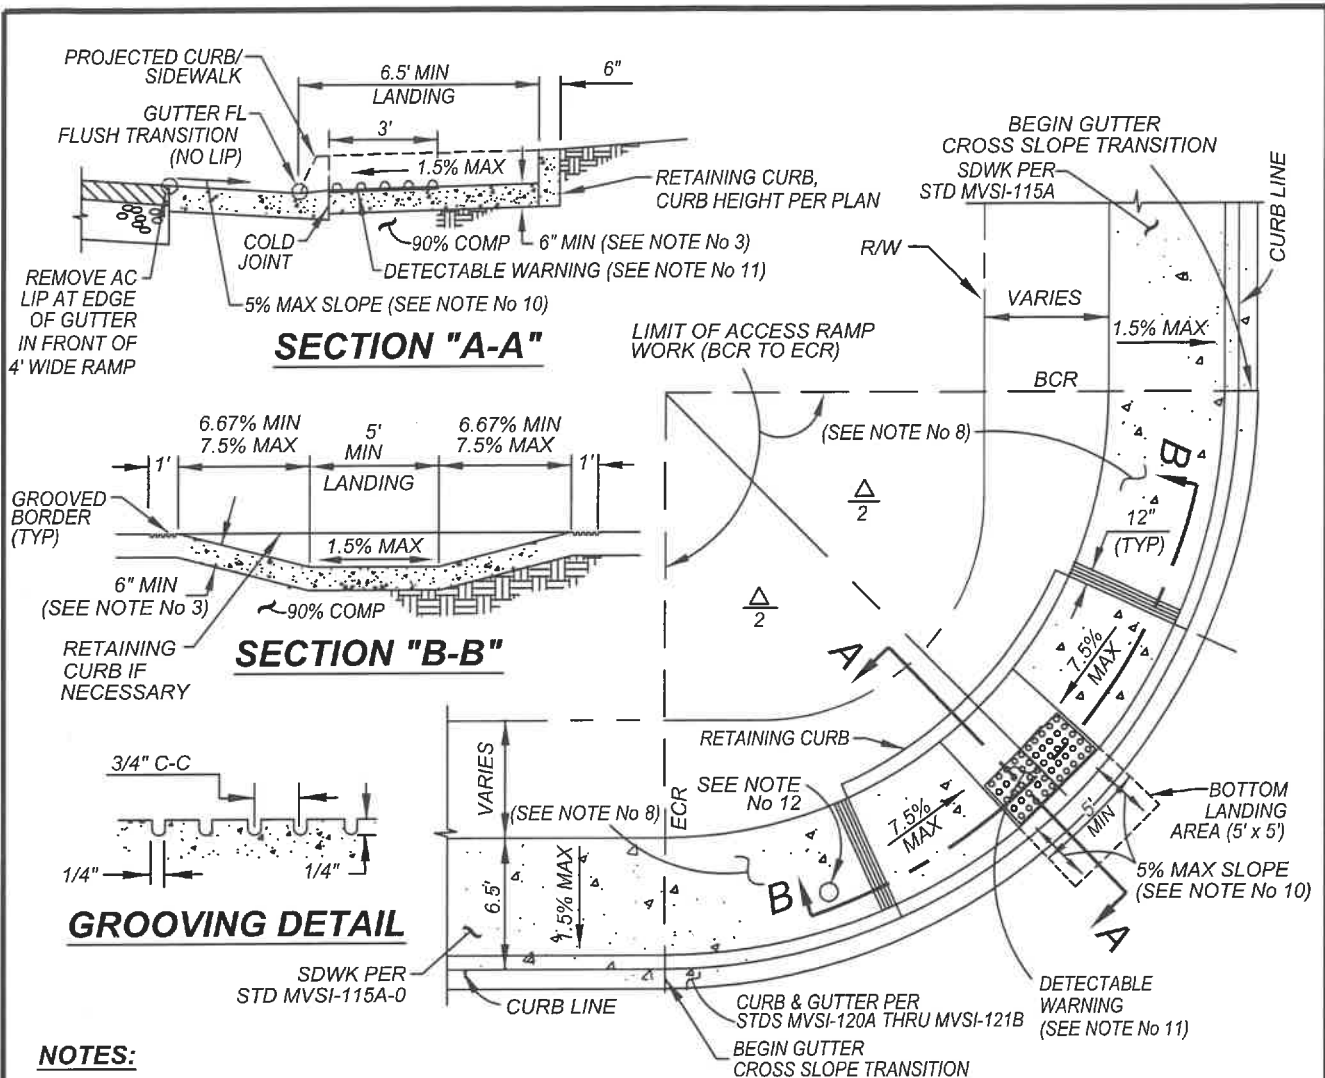 PROJECTED CURB/
SIDEWALK
GUTTER FL
FLUSH TRANSITION
(NO LIP)
6.5' MIN
LANDING
6"
3'
1.5% MAX
RETAINING CURB,
CURB HEIGHT PER PLAN
COLD
JOINT
90% COMP
6" MIN (SEE NOTE No 3)
DETECTABLE WARNING (SEE NOTE No 11)
5% MAX SLOPE (SEE NOTE No 10)
REMOVE AC
LIP AT EDGE
OF GUTTER
IN FRONT OF
4' WIDE RAMP
SECTION "A-A"
6.67% MIN
7.5% MAX
5'
MIN
LANDING
6.67% MIN
7.5% MAX
1'
1'
GROOVED
BORDER
(TYP)
1.5% MAX
6" MIN
(SEE NOTE No 3)
90% COMP
RETAINING
CURB IF
NECESSARY
SECTION "B-B"
3/4" C-C
1/4"
1/4"
GROOVING DETAIL
BEGIN GUTTER
CROSS SLOPE TRANSITION
SDWK PER
STD MVSI-115A
CURB LINE
R/W
VARIES
1.5% MAX
LIMIT OF ACCESS RAMP
WORK (BCR TO ECR)
BCR
(SEE NOTE No 8)
B
Δ
2
12"
(TYP)
Δ
2
A
7.5%
MAX
RETAINING CURB
SEE NOTE
No 12
VARIES
(SEE NOTE No 8)
ECR
7.5%
MAX
5'
MIN
BOTTOM
LANDING
AREA (5' x 5')
5% MAX SLOPE
(SEE NOTE No 10)
6.5'
1.5% MAX
B
A
SDWK PER
STD MVSI-115A-0
CURB LINE
CURB & GUTTER PER
STDS MVSI-120A THRU MVSI-121B
BEGIN GUTTER
CROSS SLOPE TRANSITION
DETECTABLE
WARNING
(SEE NOTE No 11)
NOTES: